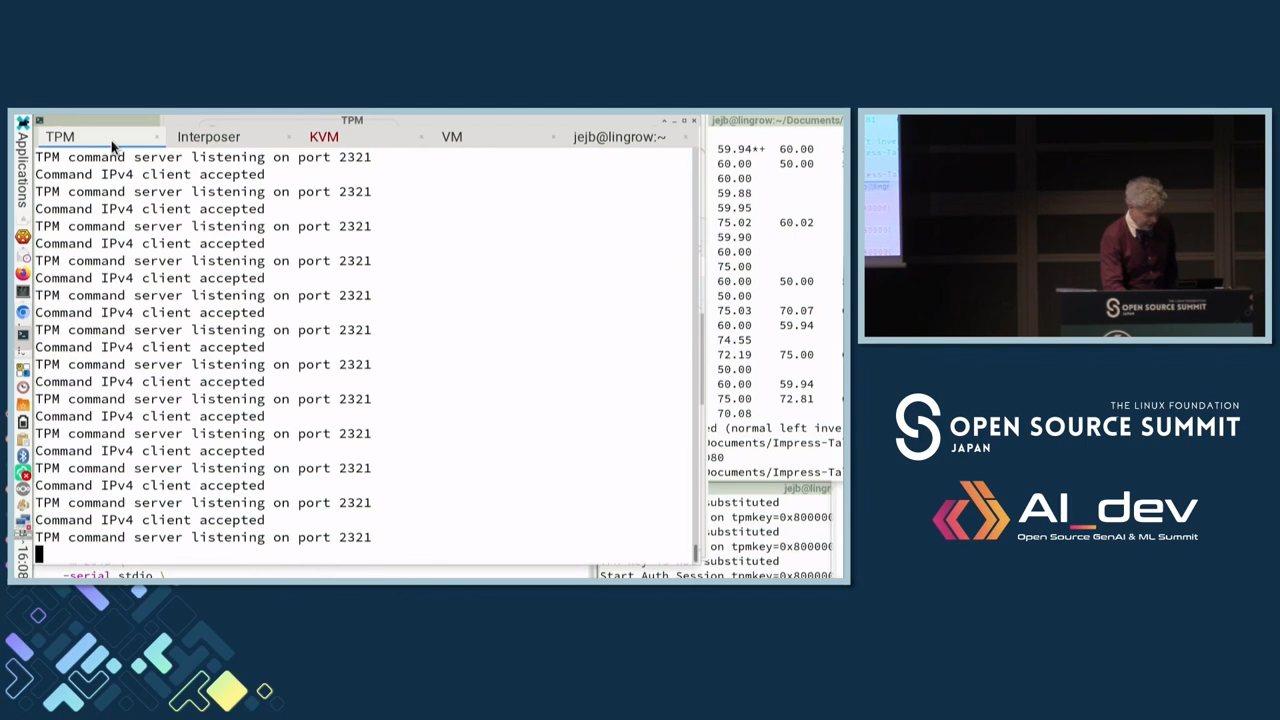 TPM
TPM
Interposer
KVM
VM
jejb@lingrow:~
Applications
TPM command server listening on port 2321
Command IPv4 client accepted
TPM command server listening on port 2321
Command IPv4 client accepted
TPM command server listening on port 2321
Command IPv4 client accepted
TPM command server listening on port 2321
Command IPv4 client accepted
TPM command server listening on port 2321
Command IPv4 client accepted
TPM command server listening on port 2321
Command IPv4 client accepted
TPM command server listening on port 2321
Command IPv4 client accepted
TPM command server listening on port 2321
Command IPv4 client accepted
TPM command server listening on port 2321
Command IPv4 client accepted
TPM command server listening on port 2321
Command IPv4 client accepted
TPM command server listening on port 2321
Command IPv4 client accepted
TPM command server listening on port 2321
16:08
-serial stdio \
jejb@lingrow:~/Documents/
59.94*+ 60.00
60.00 50.00
60.00
59.88
59.95
75.02 60.02
59.90
60.00
75.00
60.00 50.00
50.00
75.03 70.07
60.00 59.94
74.55
72.19 75.00
50.00
60.00 59.94
75.00 72.81
70.08
ed (normal left inve
Documents/Impress-Ta
080
Documents/Impress-Ta
jejb@lingr
substituted
on tpmkey=0x800000
substituted
on tpmkey=0x800000
substituted
Start Auth Session tpmkey=0x80000
OPEN SOURCE SUMMIT
JAPAN
THE LINUX FOUNDATION
OPEN SOURCE SUMMIT
JAPAN
AI_dev
Open Source GenAI & ML Summit